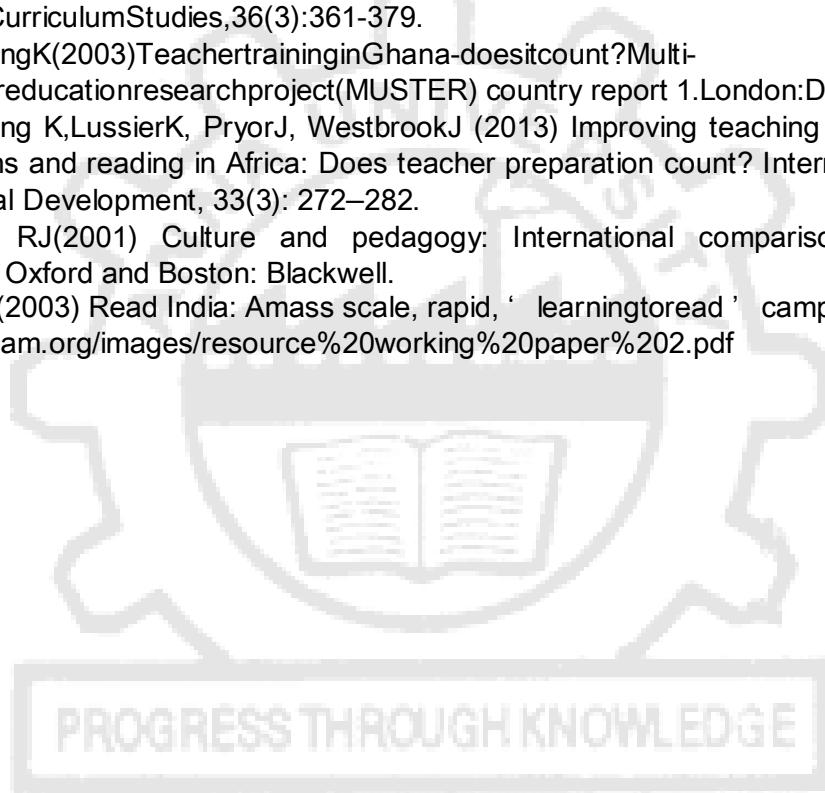 CurriculumStudies,36(3):361-379.
ngK(2003)TeachertraininginGhana-doesitcount?Multi-
reducationresearchproject(MUSTER) country report 1.London:D
ng K,LussierK, PryorJ, WestbrookJ (2013) Improving teaching
ns and reading in Africa: Does teacher preparation count? Intern
al Development, 33(3): 272–282.
RJ(2001) Culture and pedagogy: International compariso
Oxford and Boston: Blackwell.
(2003) Read India: Amass scale, rapid, ‘ learningtoread ’ camp
am.org/images/resource%20working%20paper%202.pdf
PROGRESS THROUGH KNOWLEDGE